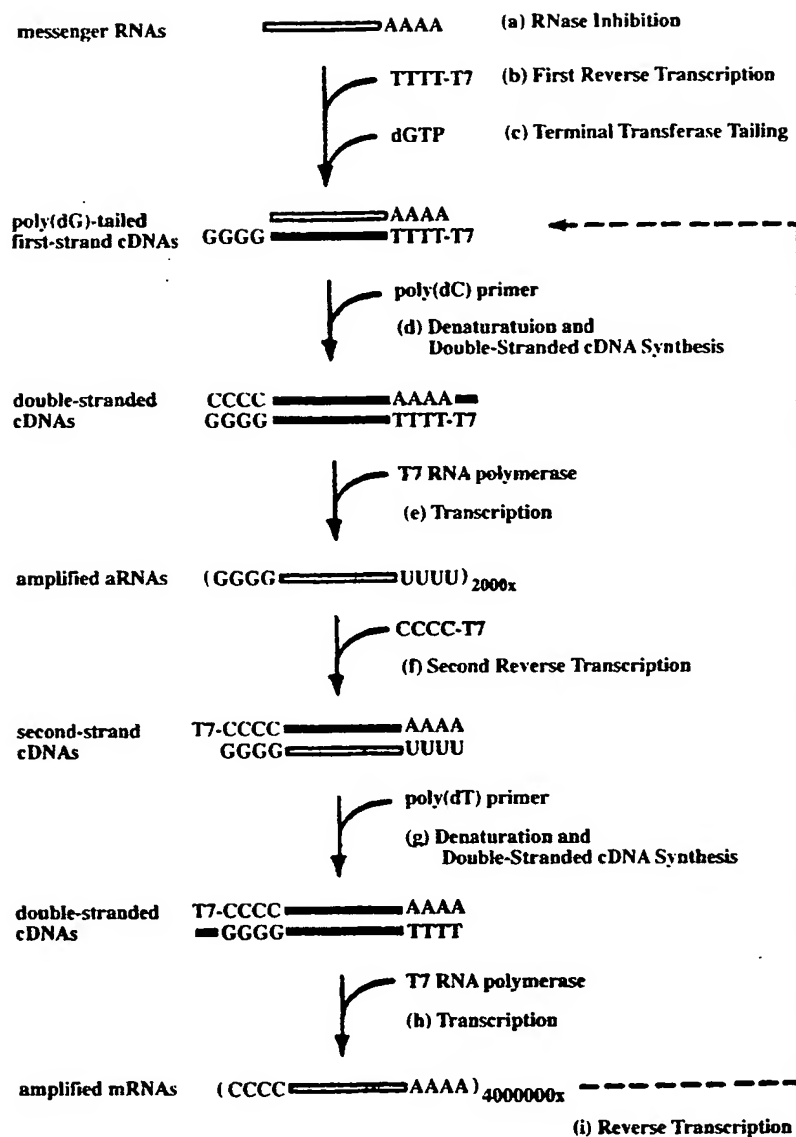 messenger RNAs AAAA (a) RNase Inhibition
TTTT-T7 (b) First Reverse Transcription
dGTP (c) Terminal Transferase Tailing
poly(dG)-tailed AAAA
first-strand cDNAs GGGG TTTT-T7
poly(dC) primer
(d) Denaturatuion and
Double-Stranded cDNA Synthesis
double-stranded CCCC AAAA
cDNAs GGGG TTTT-T7
T7 RNA polymerase
(e) Transcription
amplified aRNAs (GGGG UUUU)2000x
CCCC-T7
(f) Second Reverse Transcription
second-strand T7-CCCC AAAA
cDNAs GGGG UUUU
poly(dT) primer
(g) Denaturation and
Double-Stranded cDNA Synthesis
double-stranded T7-CCCC AAAA
cDNAs GGGG TTTT
T7 RNA polymerase
(h) Transcription
amplified mRNAs (CCCC AAAA)4000000x
(i) Reverse Transcription